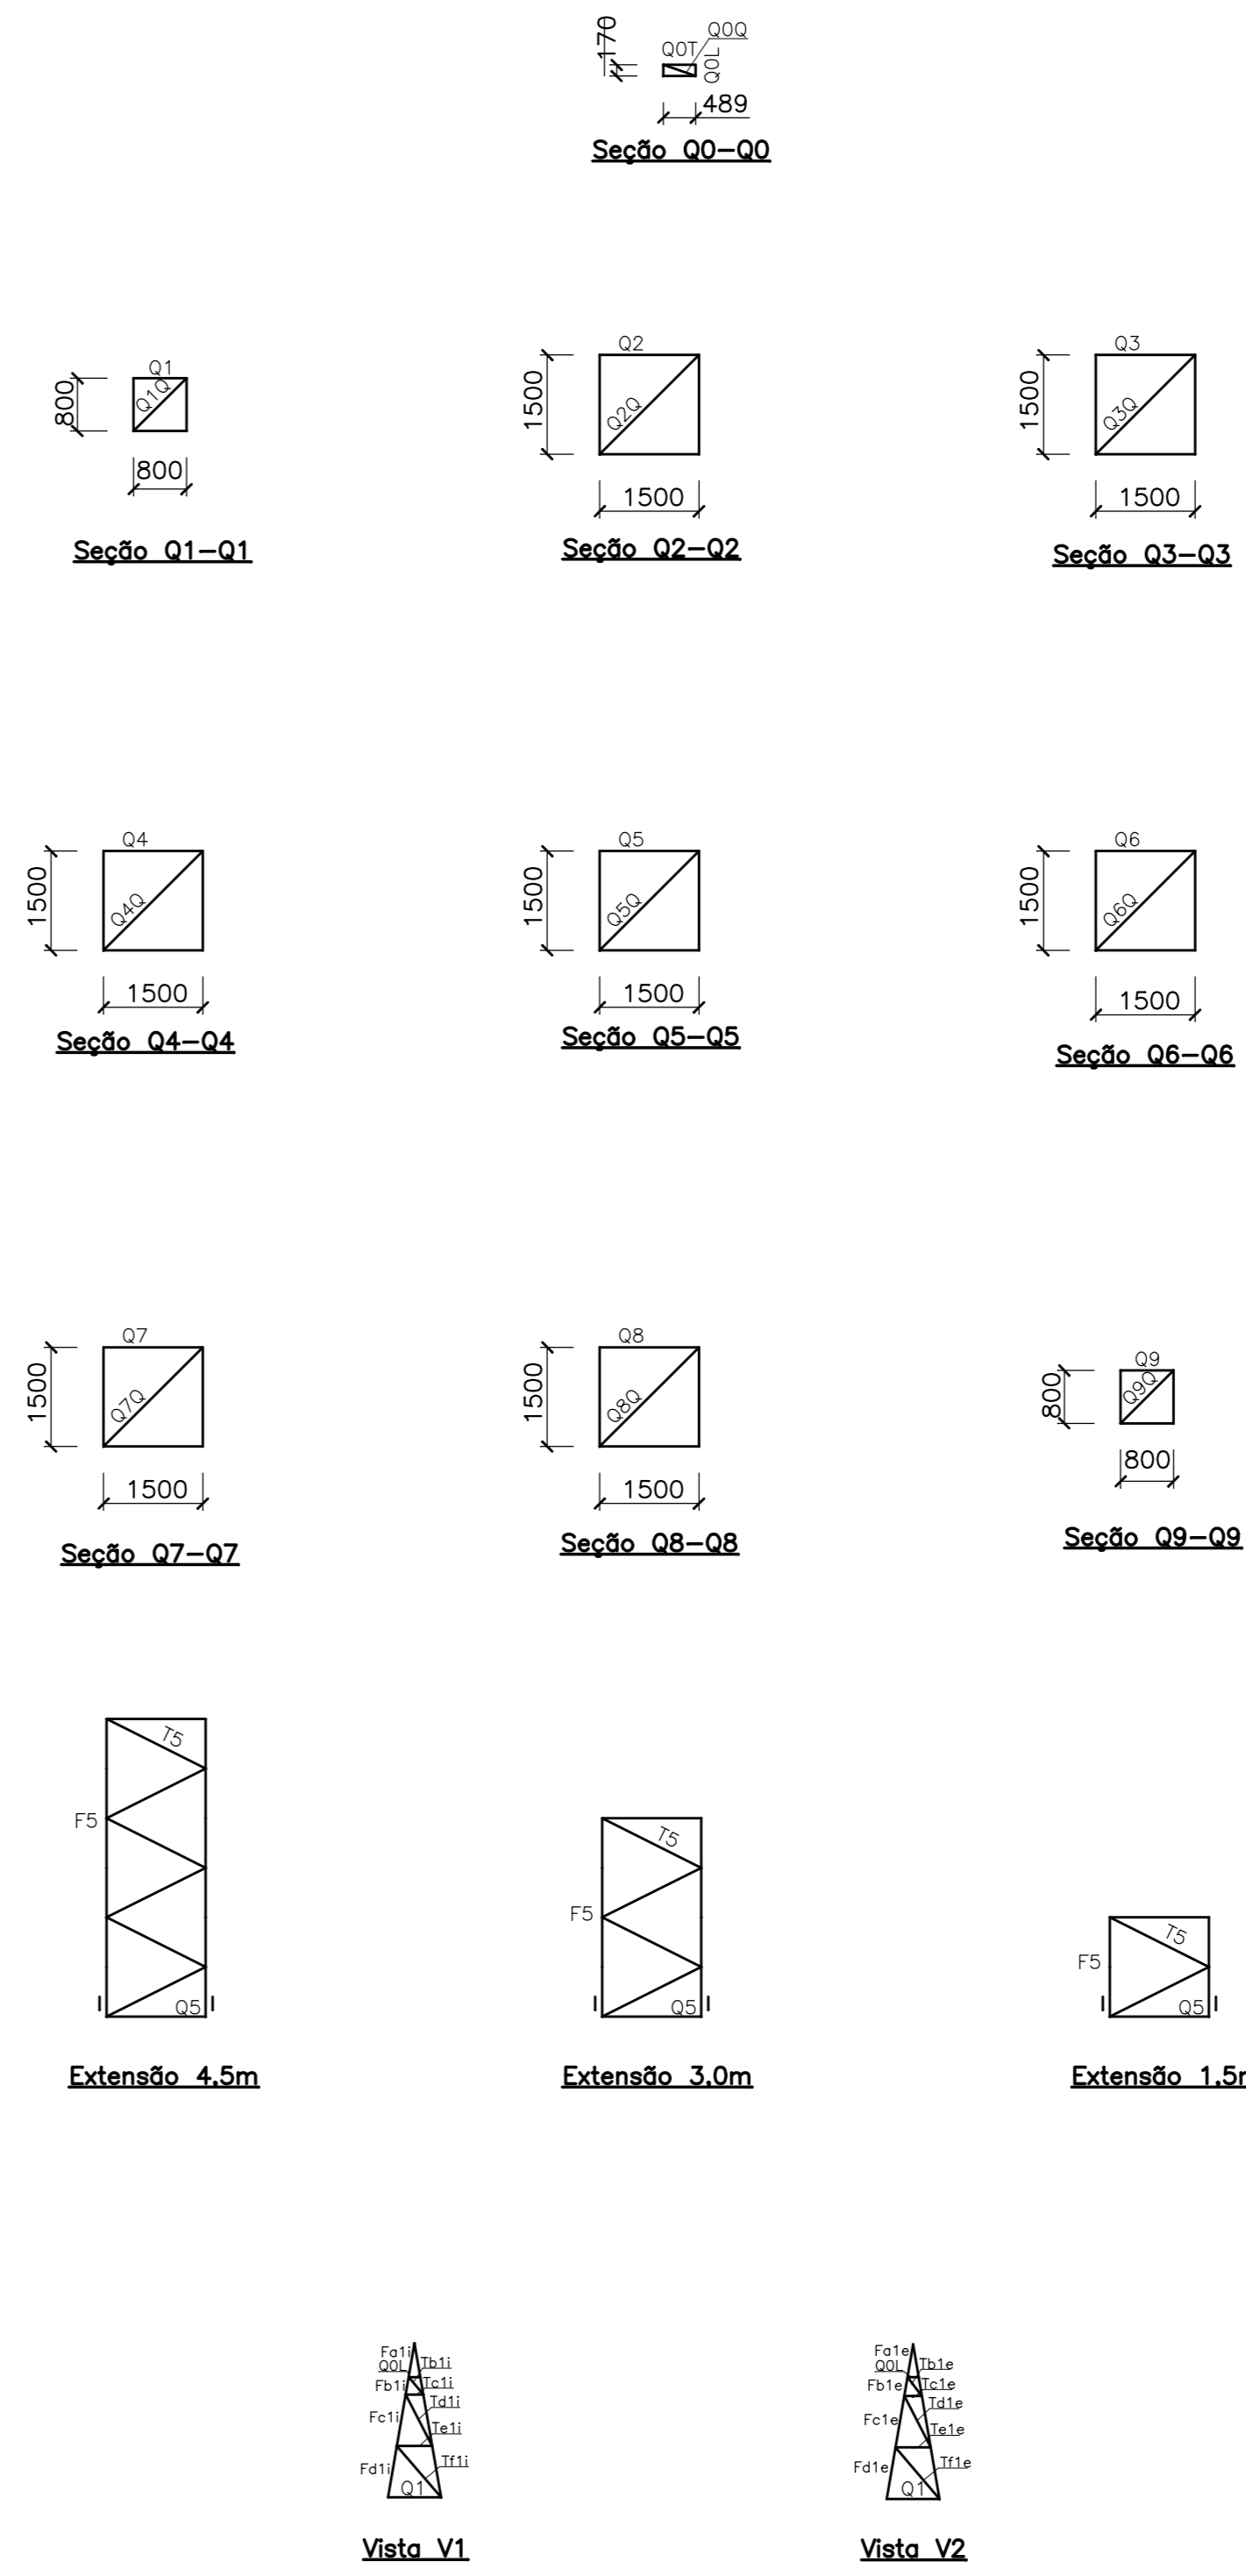 170
Q0T
Q0Q
Q0L
489
Seção Q0-Q0
Q1
Q1Q
800
800
Seção Q1-Q1
Q2
Q2Q
1500
1500
Seção Q2-Q2
Q3
Q3Q
1500
1500
Seção Q3-Q3
Q4
Q4Q
1500
1500
Seção Q4-Q4
Q5
Q5Q
1500
1500
Seção Q5-Q5
Q6
Q6Q
1500
1500
Seção Q6-Q6
Q7
Q7Q
1500
1500
Seção Q7-Q7
Q8
Q8Q
1500
1500
Seção Q8-Q8
Q9
Q9Q
800
800
Seção Q9-Q9
T5
F5
Q5
Extensão 4,5m
T5
F5
Q5
Extensão 3,0m
T5
F5
Q5
Extensão 1,5m
Fa1i
Q0L
Tb1i
Fb1i
Tc1i
Td1i
Fc1i
Te1i
Fd1i
Tf1i
Q1
Vista V1
Fa1e
Q0L
Tb1e
Fb1e
Tc1e
Td1e
Fc1e
Te1e
Fd1e
Tf1e
Q1
Vista V2